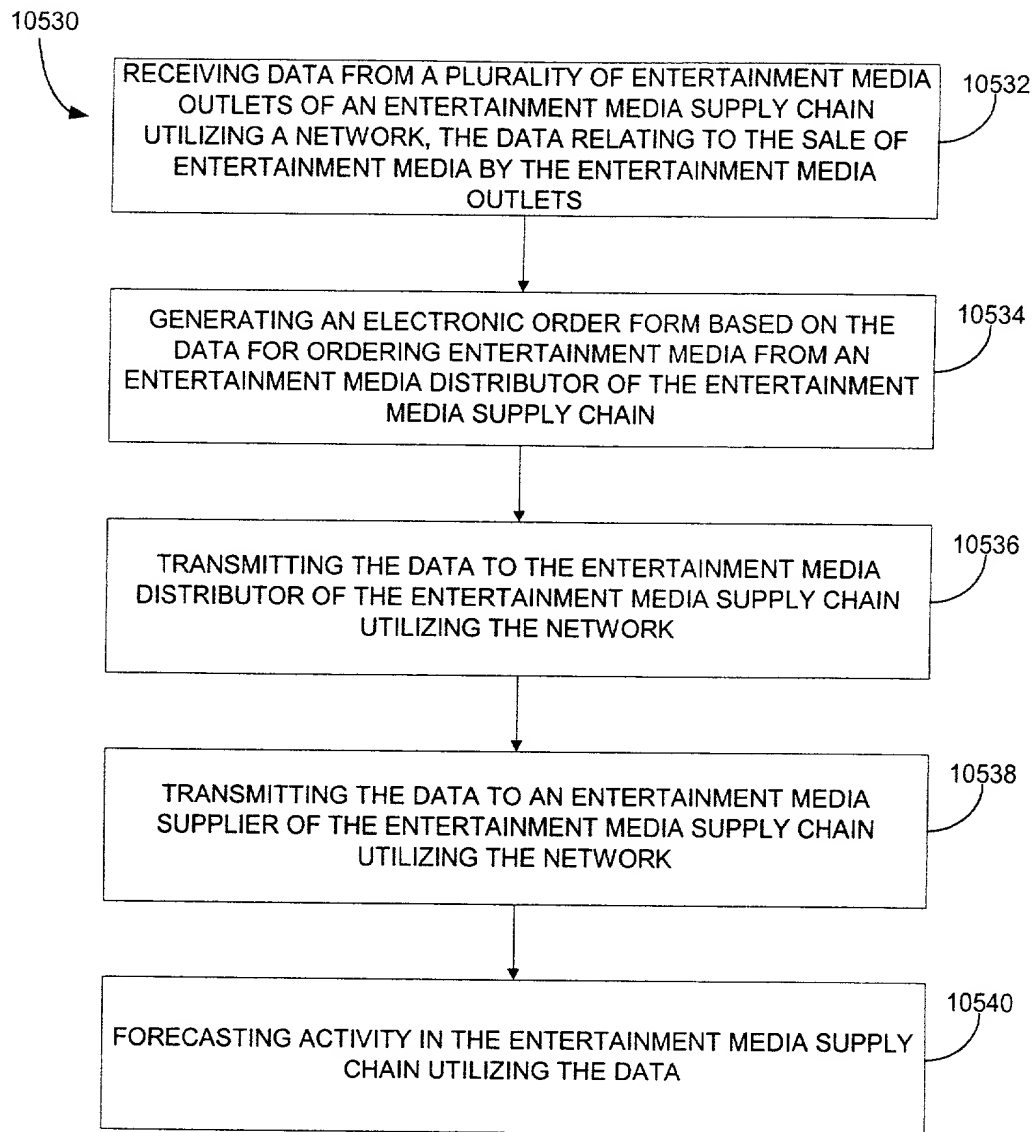 10530
RECEIVING DATA FROM A PLURALITY OF ENTERTAINMENT MEDIA
OUTLETS OF AN ENTERTAINMENT MEDIA SUPPLY CHAIN
UTILIZING A NETWORK, THE DATA RELATING TO THE SALE OF
ENTERTAINMENT MEDIA BY THE ENTERTAINMENT MEDIA
OUTLETS
10532
GENERATING AN ELECTRONIC ORDER FORM BASED ON THE
DATA FOR ORDERING ENTERTAINMENT MEDIA FROM AN
ENTERTAINMENT MEDIA DISTRIBUTOR OF THE ENTERTAINMENT
MEDIA SUPPLY CHAIN
10534
TRANSMITTING THE DATA TO THE ENTERTAINMENT MEDIA
DISTRIBUTOR OF THE ENTERTAINMENT MEDIA SUPPLY CHAIN
UTILIZING THE NETWORK
10536
TRANSMITTING THE DATA TO AN ENTERTAINMENT MEDIA
SUPPLIER OF THE ENTERTAINMENT MEDIA SUPPLY CHAIN
UTILIZING THE NETWORK
10538
FORECASTING ACTIVITY IN THE ENTERTAINMENT MEDIA SUPPLY
CHAIN UTILIZING THE DATA
10540